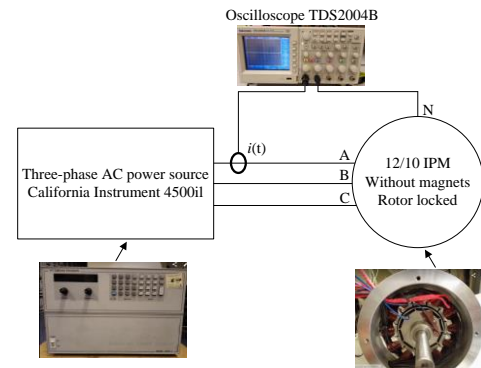 Oscilloscope TDS2004B
N
i(t)
A
B
C
Three-phase AC power source
California Instrument 4500il
12/10 IPM
Without magnets
Rotor locked